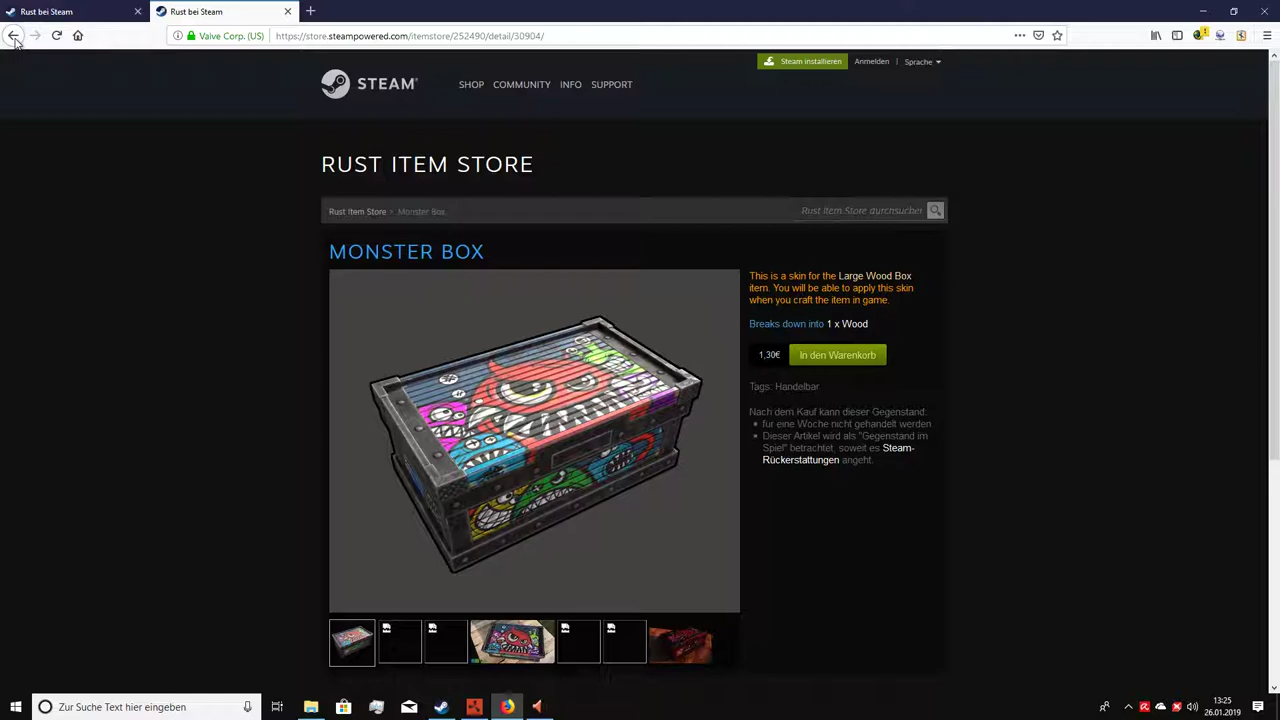 Rust bei Steam
Rust bei Steam
Valve Corp. (US)
https://store.steampowered.com/itemstore/252490/detail/30904/
Steam installieren
Anmelden
Sprache
STEAM
SHOP
COMMUNITY
INFO
SUPPORT
RUST ITEM STORE
Rust Item Store > Monster Box
Rust Item Store durchsuchen
MONSTER BOX
This is a skin for the Large Wood Box
item. You will be able to apply this skin
when you craft the item in game.
Breaks down into 1 x Wood
1,30€
In den Warenkorb
Tags: Handelbar
Nach dem Kauf kann dieser Gegenstand:
für eine Woche nicht gehandelt werden
Dieser Artikel wird als "Gegenstand im
Spiel" betrachtet, soweit es Steam-
Rückerstattungen angeht.
Zur Suche Text hier eingeben
13:25
26.01.2019